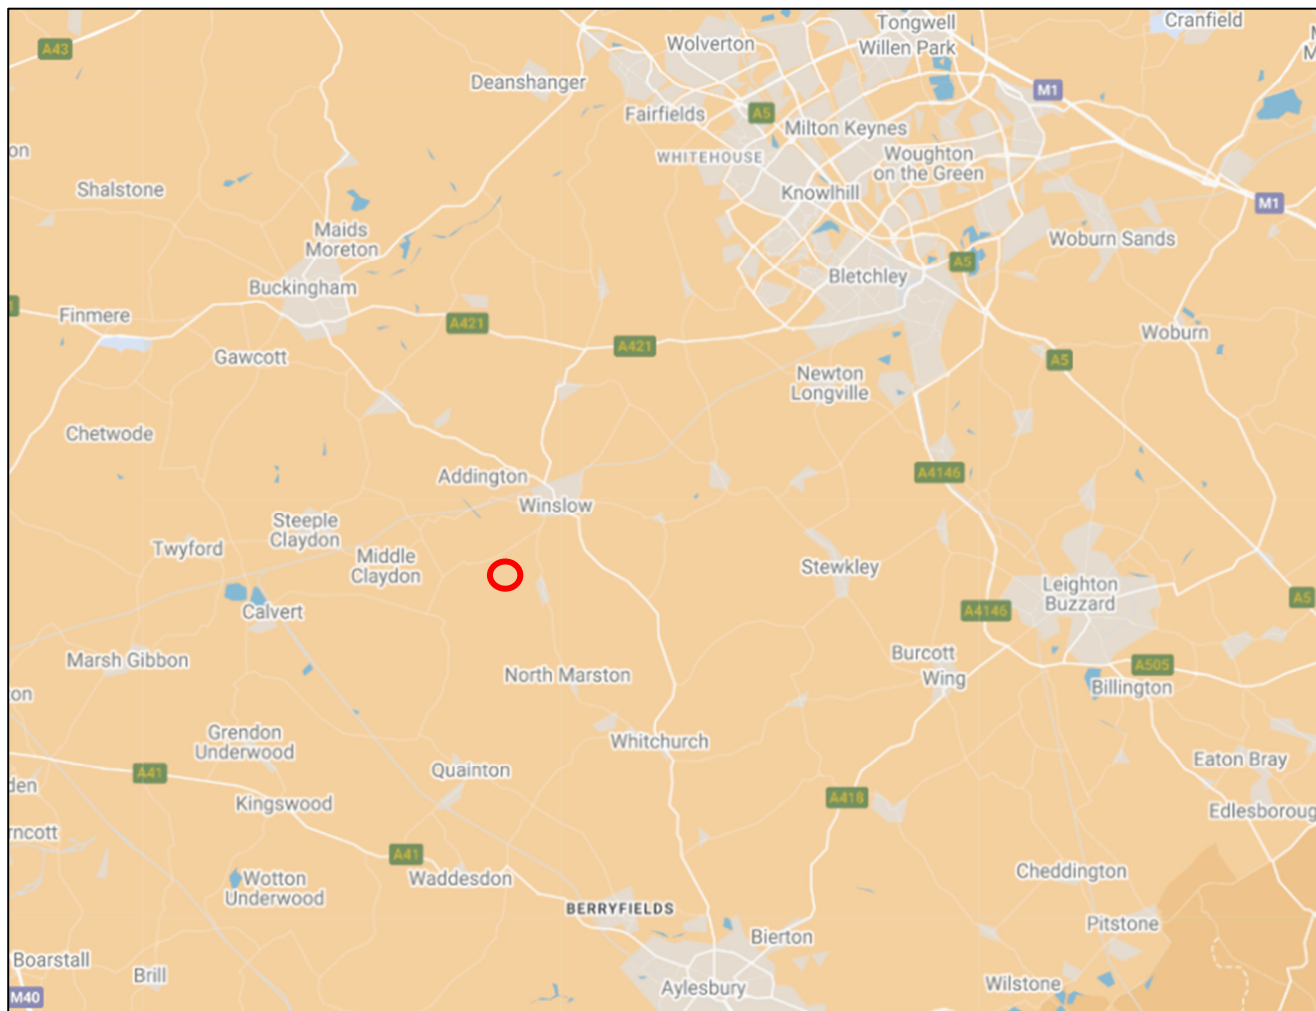 Tongwell
Cranfield
A43
Wolverton
Willen Park
Deanshanger
M1
Fairfields
A5
Milton Keynes
WHITEHOUSE
Woughton
on the Green
Shalstone
Knowlhill
M1
Maids
Moreton
Woburn Sands
A5
Buckingham
Bletchley
Finmere
A421
A421
Woburn
Gawcott
A5
Newton
Longville
Chetwode
Addington
A4146
Winslow
Steeple
Claydon
Twyford
Middle
Claydon
Stewkley
Leighton
Buzzard
Calvert
A4146
A5
Marsh Gibbon
Burcott
North Marston
Wing
A505
Billington
Grendon
Underwood
Whitchurch
Quainton
A41
Eaton Bray
Kingswood
A418
Edlesboroug
A41
Wotton
Underwood
Waddesdon
Cheddington
BERRYFIELDS
Pitstone
Bierton
Boarstall
Brill
Wilstone
Aylesbury
M40